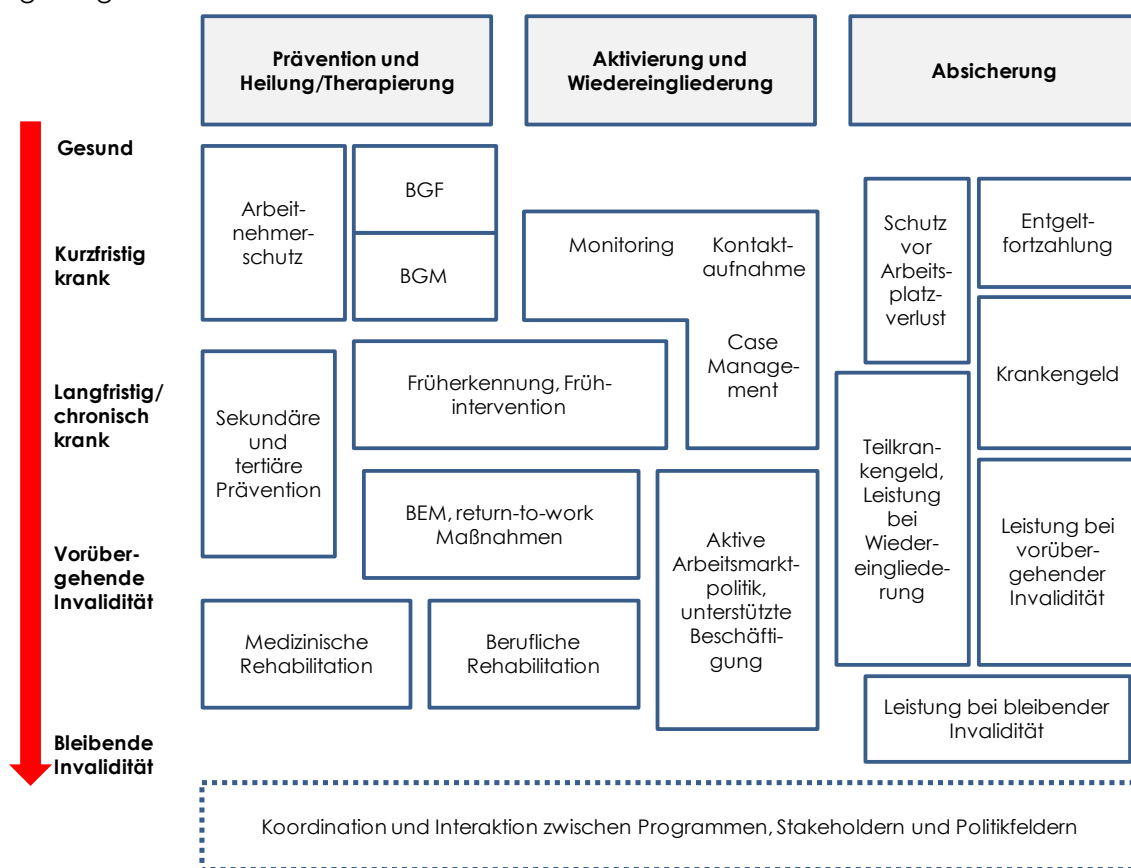 Prävention und
Heilung/Therapierung
Aktivierung und
Wiedereingliederung
Absicherung
Gesund
Kurzfristig
krank
Langfristig/
chronisch
krank
Vorüber-
gehende
Invalidität
Bleibende
Invalidität
Arbeit-
nehmer-
schutz
BGF
BGM
Sekundäre
und
tertiäre
Prävention
Früherkennung, Früh-
intervention
BEM, return-to-work
Maßnahmen
Medizinische
Rehabilitation
Berufliche
Rehabilitation
Monitoring
Kontakt-
aufnahme
Case
Manage-
ment
Aktive
Arbeitsmarkt-
politik,
unterstützte
Beschäfti-
gung
Schutz
vor
Arbeits-
platz-
verlust
Entgelt-
fortzahlung
Krankengeld
Teilkran-
kengeld,
Leistung
bei
Wieder-
eingliede-
rung
Leistung bei
vorüber-
gehender
Invalidität
Leistung bei bleibender
Invalidität
Koordination und Interaktion zwischen Programmen, Stakeholdern und Politikfeldern